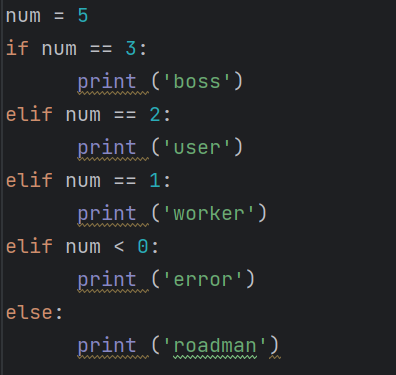 num = 5
if num == 3:
      print ('boss')
elif num == 2:
      print ('user')
elif num == 1:
      print ('worker')
elif num < 0:
      print ('error')
else:
      print ('roadman')